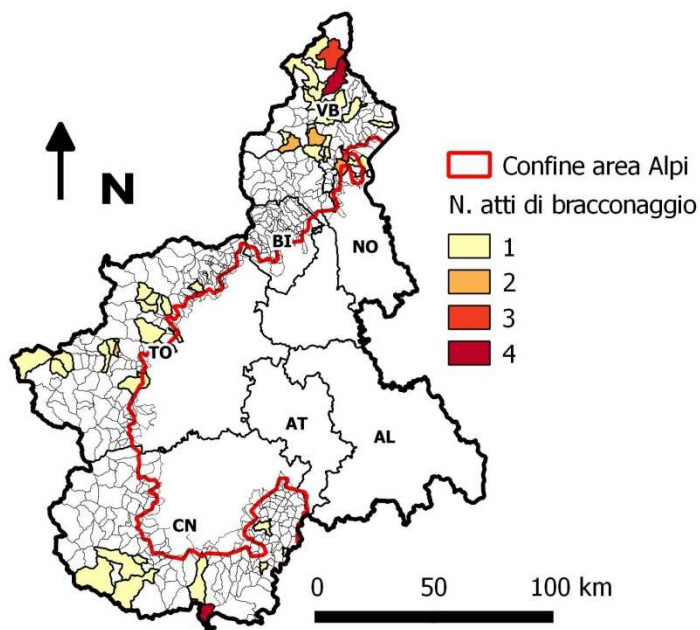 VB
N
Confine area Alpi
N. atti di bracconaggio
BI
NO
1
2
3
4
TO
AT
AL
CN
0 50 100 km